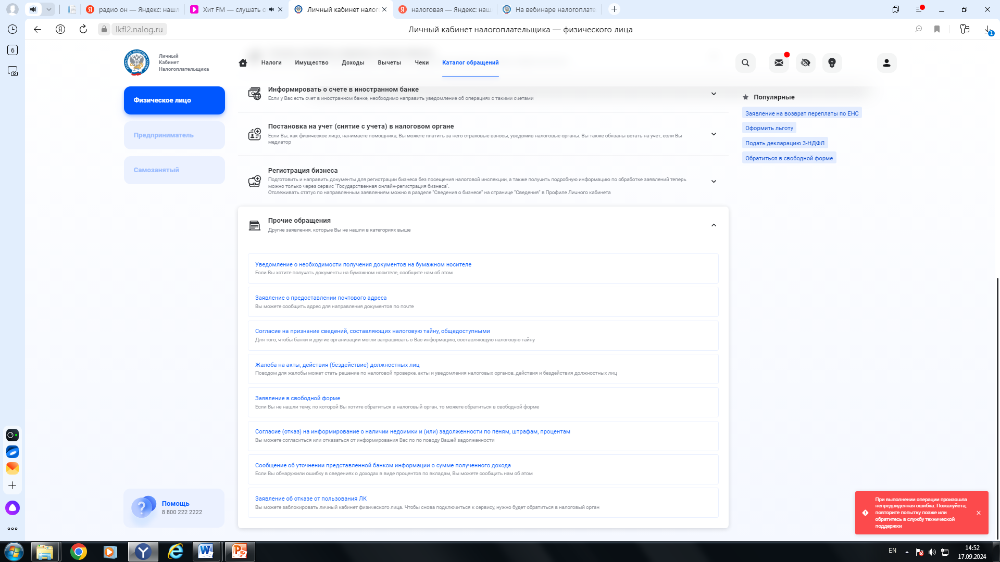 радио он — Яндекс: наш
Хит FM — слушать о
Личный кабинет налог
налоговая — Яндекс: наш
На вебинаре налогоплате
6
lkfl2.nalog.ru
Личный кабинет налогоплательщика — физического лица
1
Личный
Кабинет
Налогоплательщика
Налоги
Имущество
Доходы
Вычеты
Чеки
Каталог обращений
Физическое лицо
Предприниматель
Самозанятый
Информировать о счете в иностранном банке
Если у Вас есть счет в иностранном банке, необходимо направить уведомление об операциях с такими счетами
Постановка на учет (снятие с учета) в налоговом органе
Если Вы, как физическое лицо, нанимаете помощника, Вы можете платить за него страховые взносы, уведомив налоговые органы. Вы также обязаны встать на учет, если Вы
медиатор
Регистрация бизнеса
Подготовить и направить документы для регистрации бизнеса без посещения налоговой инспекции, а также получить подробную информацию по обработке заявлений теперь
можно только через сервис "Государственная онлайн-регистрация бизнеса".
Отслеживать статус по направленным заявлениям можно в разделе "Сведения о бизнесе" на странице "Сведения" в Профиле Личного кабинета
Прочие обращения
Другие заявления, которые Вы не нашли в категориях выше
Уведомление о необходимости получения документов на бумажном носителе
Если Вы хотите получать документы на бумажном носителе, сообщите нам об этом
Заявление о предоставлении почтового адреса
Вы можете сообщить адрес для направления документов по почте
Согласие на признание сведений, составляющих налоговую тайну, общедоступными
Для того, чтобы банки и другие организации могли запрашивать о Вас информацию, составляющую налоговую тайну
Жалоба на акты, действия (бездействие) должностных лиц
Поводом для жалобы может стать решение по налоговой проверке, акты и уведомления налоговых органов, действия и бездействия должностных лиц
Заявление в свободной форме
Если Вы не нашли тему, по которой Вы хотите обратиться в налоговый орган, то можете обратиться в свободной форме
Согласие (отказ) на информирование о наличии недоимки и (или) задолженности по пеням, штрафам, процентам
Вы можете согласиться или отказаться от информирования Вас по по поводу Вашей задолженности
Сообщение об уточнении представленной банком информации о сумме полученного дохода
Если Вы обнаружили ошибку в сведениях о доходах в виде процентов по вкладам, Вы можете сообщить нам об этом
Заявление об отказе от пользования ЛК
Вы можете заблокировать личный кабинет физического лица. Чтобы снова подключиться к сервису, нужно будет обратиться в налоговый орган
Популярные
Заявление на возврат переплаты по ЕНС
Оформить льготу
Подать декларацию 3-НДФЛ
Обратиться в свободной форме
Помощь
8 800 222 2222
При выполнении операции произошла
непредвиденная ошибка. Пожалуйста,
повторите попытку позже или
обратитесь в службу технической
поддержки
EN
14:52
17.09.2024